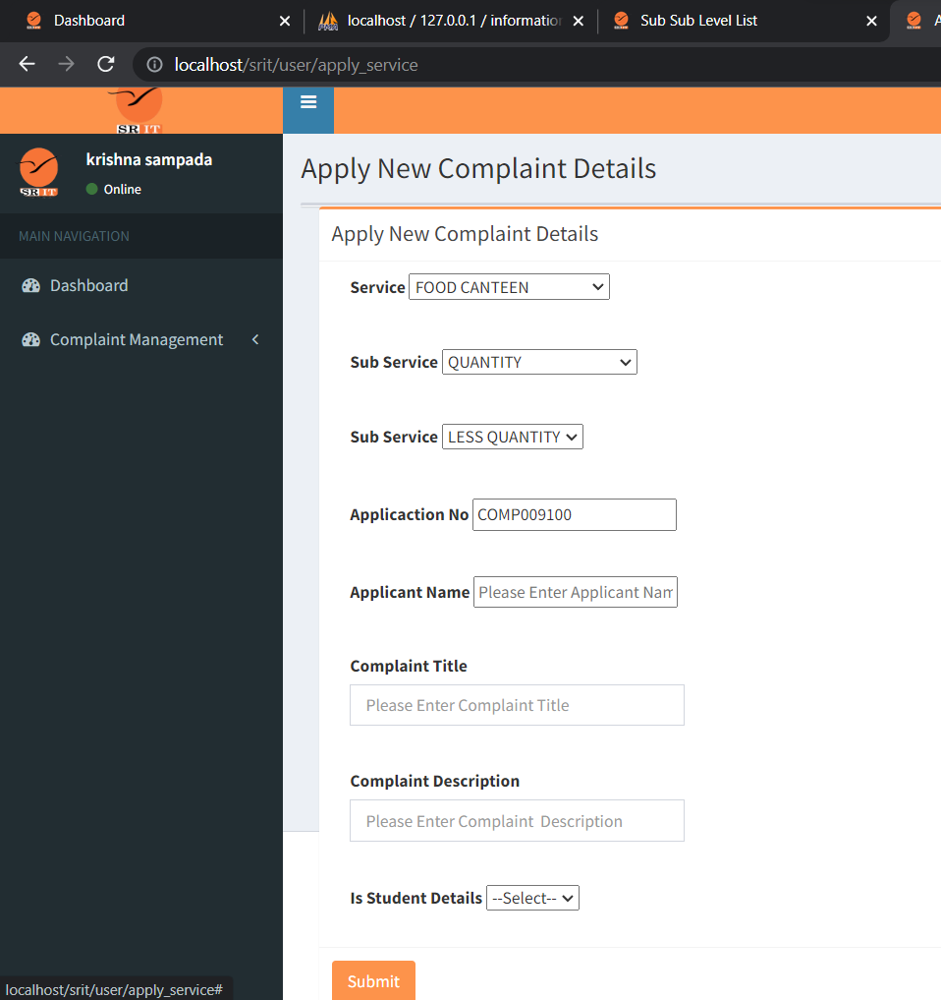 Dashboard
localhost / 127.0.0.1 / information
Sub Sub Level List
localhost/srit/user/apply_service
SR IT
krishna sampada
Online
SR IT
MAIN NAVIGATION
Dashboard
Complaint Management
Apply New Complaint Details
Apply New Complaint Details
Service FOOD CANTEEN
Sub Service QUANTITY
Sub Service LESS QUANTITY
Applicaction No COMP009100
Applicant Name Please Enter Applicant Nam
Complaint Title
Please Enter Complaint Title
Complaint Description
Please Enter Complaint Description
Is Student Details --Select--
Submit
localhost/srit/user/apply_service#